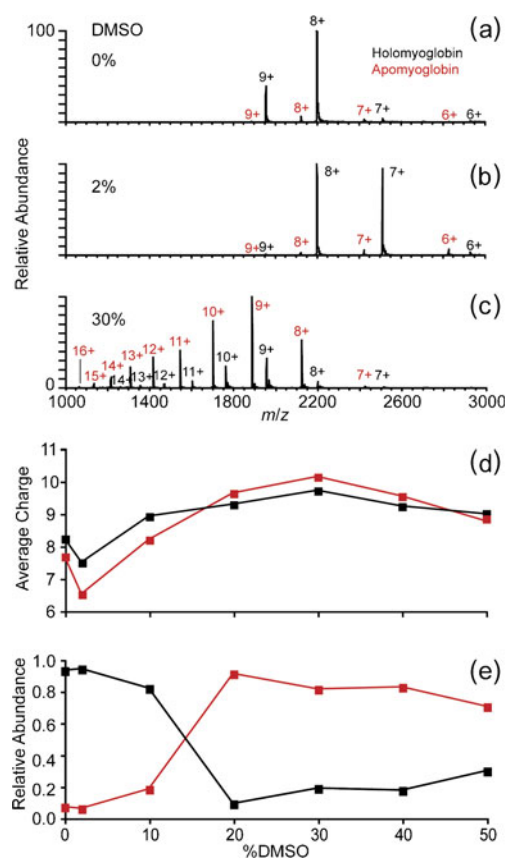 DMSO
0%
(a)
100
Relative Abundance
Holomyoglobin
Apomyoglobin
9+ 9+ 8+ 8+ 7+ 7+ 6+ 6+
2%
(b)
9+ 9+ 8+ 8+ 7+ 7+ 6+ 6+
30%
(c)
0
16+ 15+ 14+ 14+ 13+ 13+ 12+ 12+ 11+ 11+ 10+ 10+ 9+ 9+ 8+ 8+ 7+ 7+
1000 1400 1800 2200 2600 3000
m/z
(d)
Average Charge
11
10
9
8
7
6
(e)
Relative Abundance
1.0
0.8
0.6
0.4
0.2
0.0
0 10 20 30 40 50
%DMSO